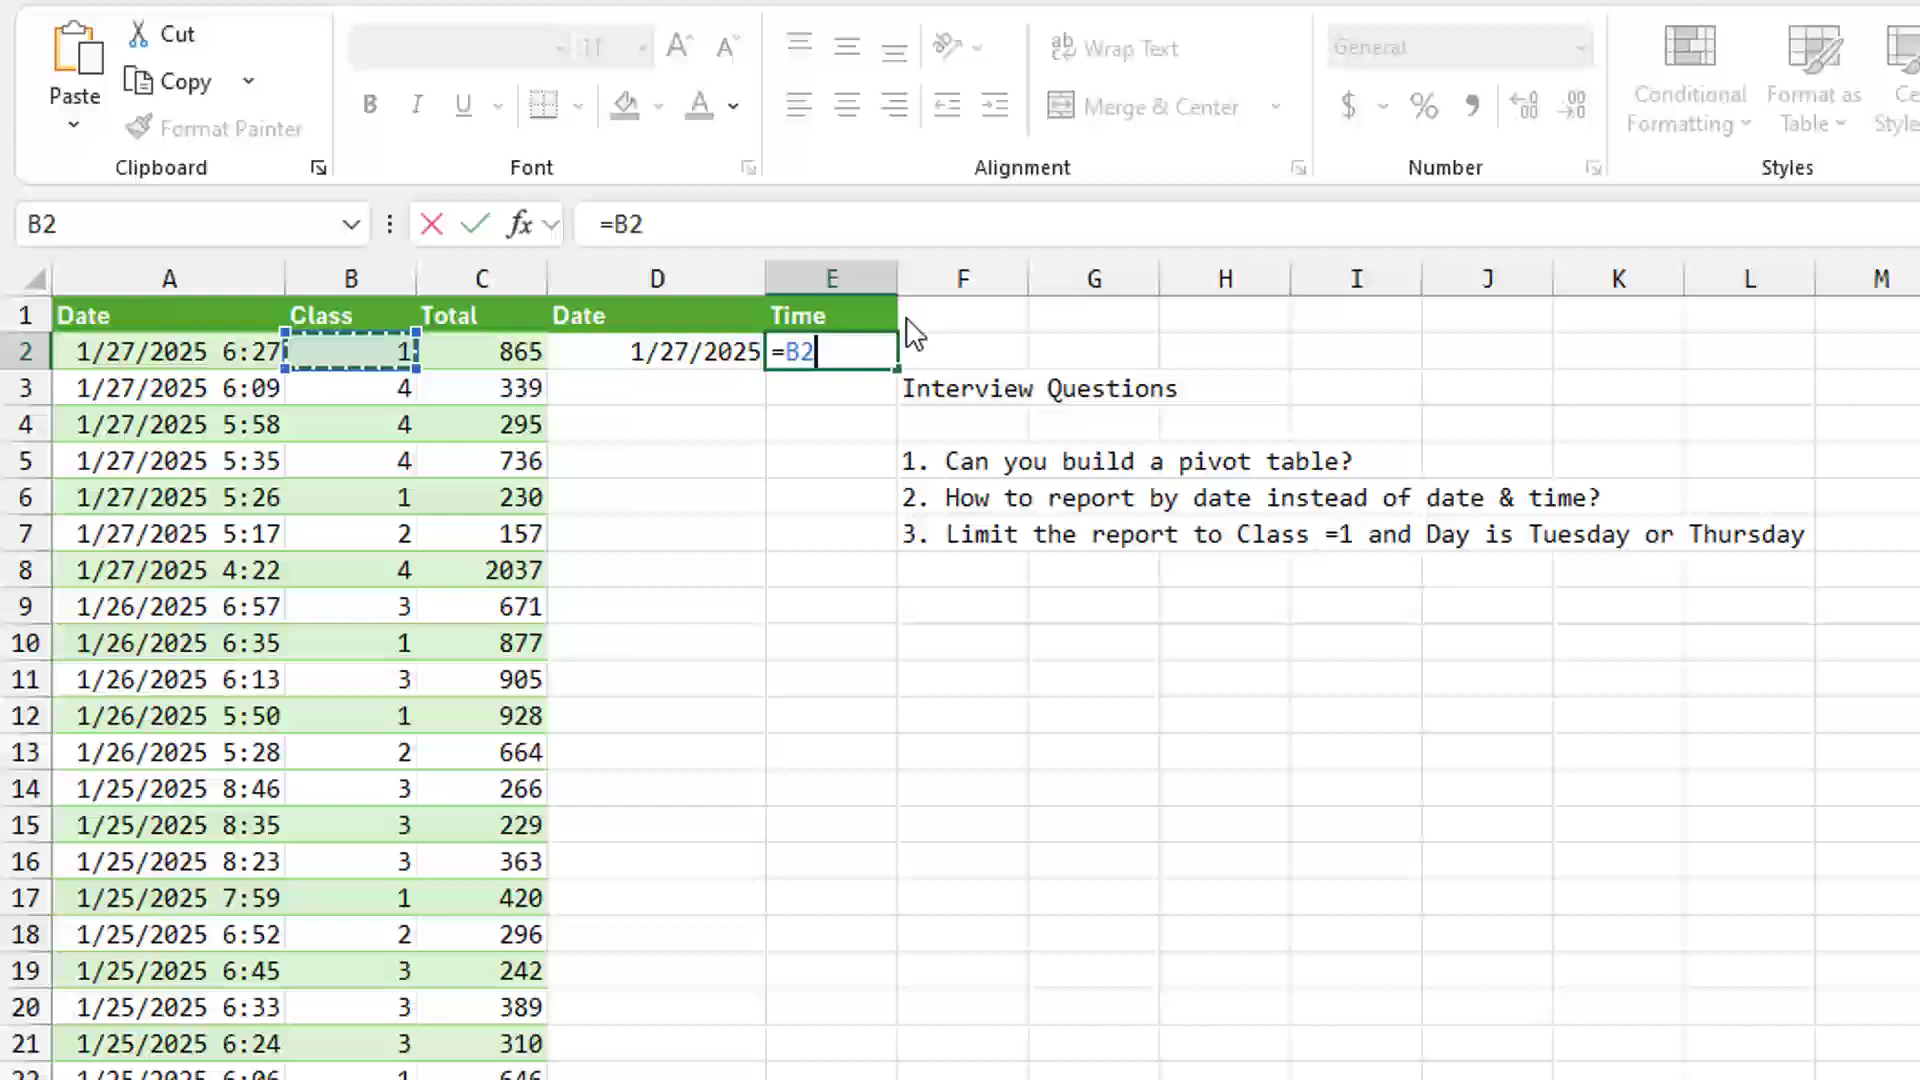 Paste
Cut
Copy
Format Painter
Clipboard
11
A A
B I U
A
Font
ab Wrap Text
Merge & Center
Alignment
General
$ %
Number
Conditional Formatting
Format as Table
Styles
B2
fx
=B2
A B C D E F G H I J K L M
1 Date Class Total Date Time
2 1/27/2025 6:27 1 865 1/27/2025 =B2
3 1/27/2025 6:09 4 339 Interview Questions
4 1/27/2025 5:58 4 295
5 1/27/2025 5:35 4 736 1. Can you build a pivot table?
6 1/27/2025 5:26 1 230 2. How to report by date instead of date & time?
7 1/27/2025 5:17 2 157 3. Limit the report to Class =1 and Day is Tuesday or Thursday
8 1/27/2025 4:22 4 2037
9 1/26/2025 6:57 3 671
10 1/26/2025 6:35 1 877
11 1/26/2025 6:13 3 905
12 1/26/2025 5:50 1 928
13 1/26/2025 5:28 2 664
14 1/25/2025 8:46 3 266
15 1/25/2025 8:35 3 229
16 1/25/2025 8:23 3 363
17 1/25/2025 7:59 1 420
18 1/25/2025 6:52 2 296
19 1/25/2025 6:45 3 242
20 1/25/2025 6:33 3 389
21 1/25/2025 6:24 3 310
22 1/25/2025 6:06 1 646